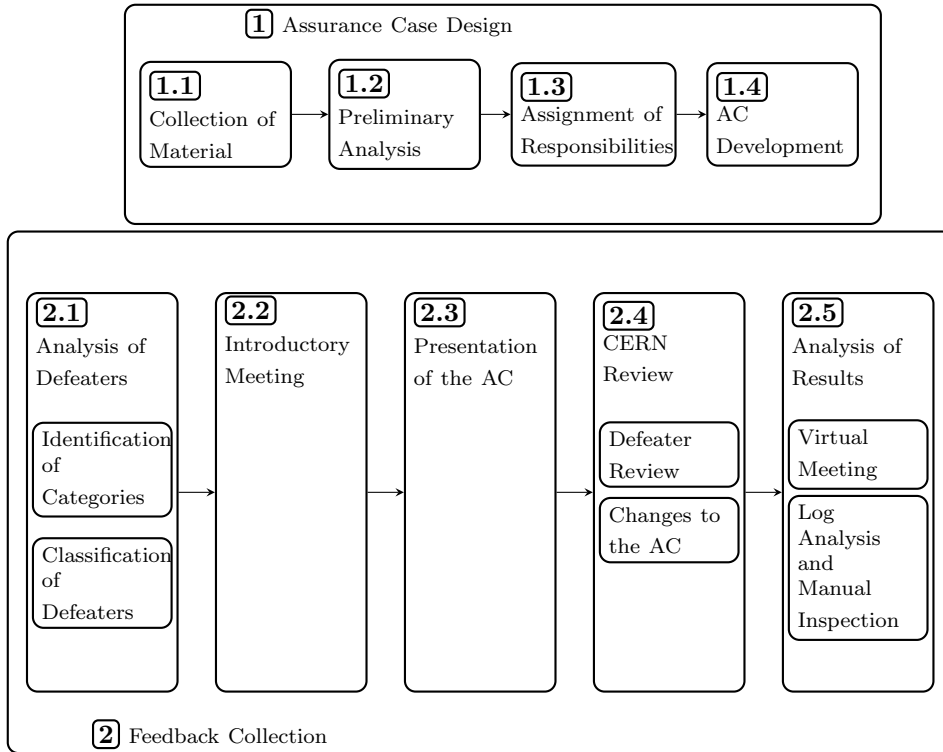 1 Assurance Case Design
1.1
Collection of
Material
1.2
Preliminary
Analysis
1.3
Assignment of
Responsibilities
1.4
AC
Development
2.1
Analysis of
Defeaters
Identification
of
Categories
Classification
of
Defeaters
2.2
Introductory
Meeting
2.3
Presentation
of the AC
2.4
CERN
Review
Defeater
Review
Changes to
the AC
2.5
Analysis of
Results
Virtual
Meeting
Log
Analysis
and
Manual
Inspection
2 Feedback Collection